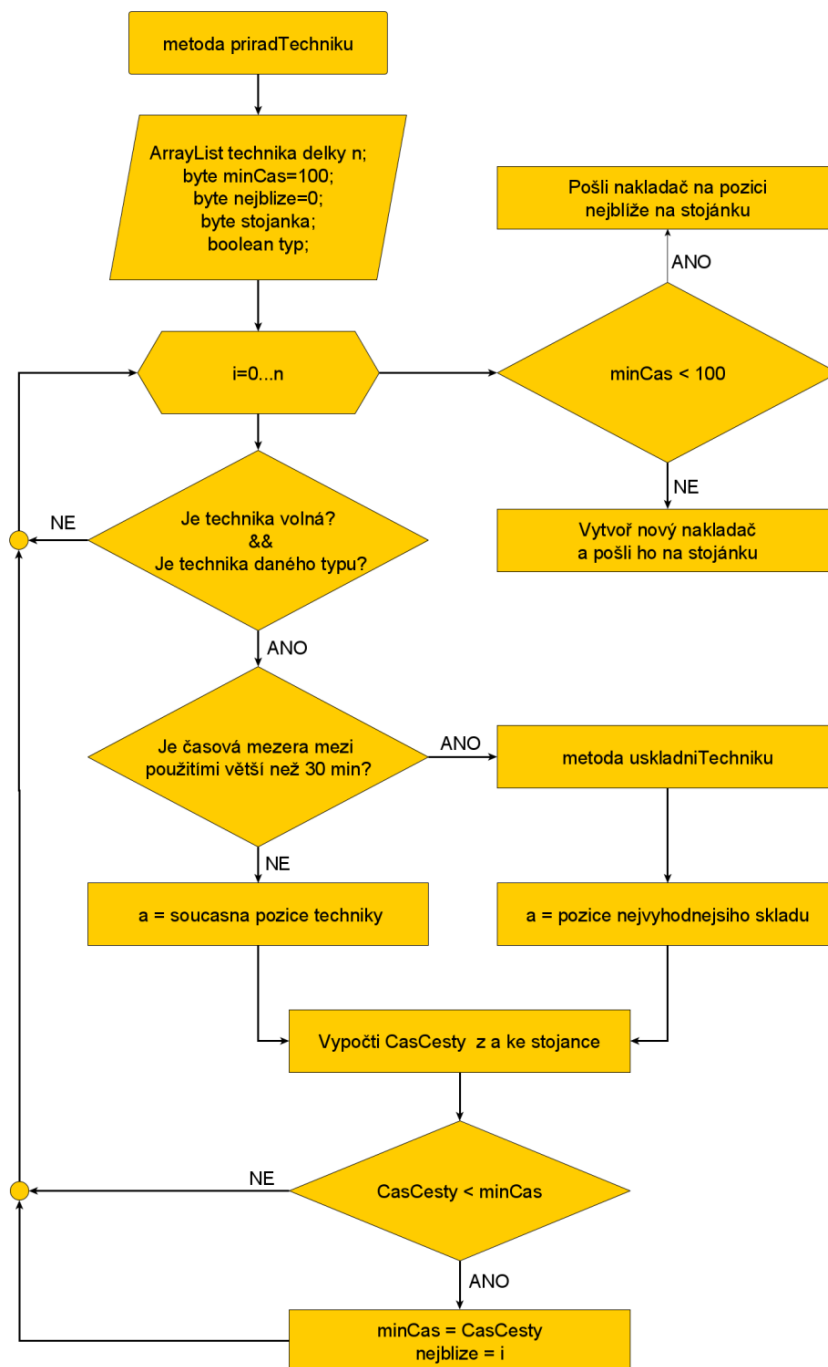 metoda priradTechniku
ArrayList technika delky n;
byte minCas=100;
byte nejblize=0;
byte stojanka;
boolean typ;
Pošli nakladač na pozici
nejblíže na stojánku
ANO
i=0...n
minCas < 100
NE
Vytvoř nový nakladač
a pošli ho na stojánku
Je technika volná?
&&
Je technika daného typu?
NE
ANO
Je časová mezera mezi
použitími větší než 30 min?
ANO
metoda uskladniTechniku
NE
a = soucasna pozice techniky
a = pozice nejvyhodnejsiho skladu
Vypočti CasCesty z a ke stojance
NE
CasCesty < minCas
ANO
minCas = CasCesty
nejblize = i